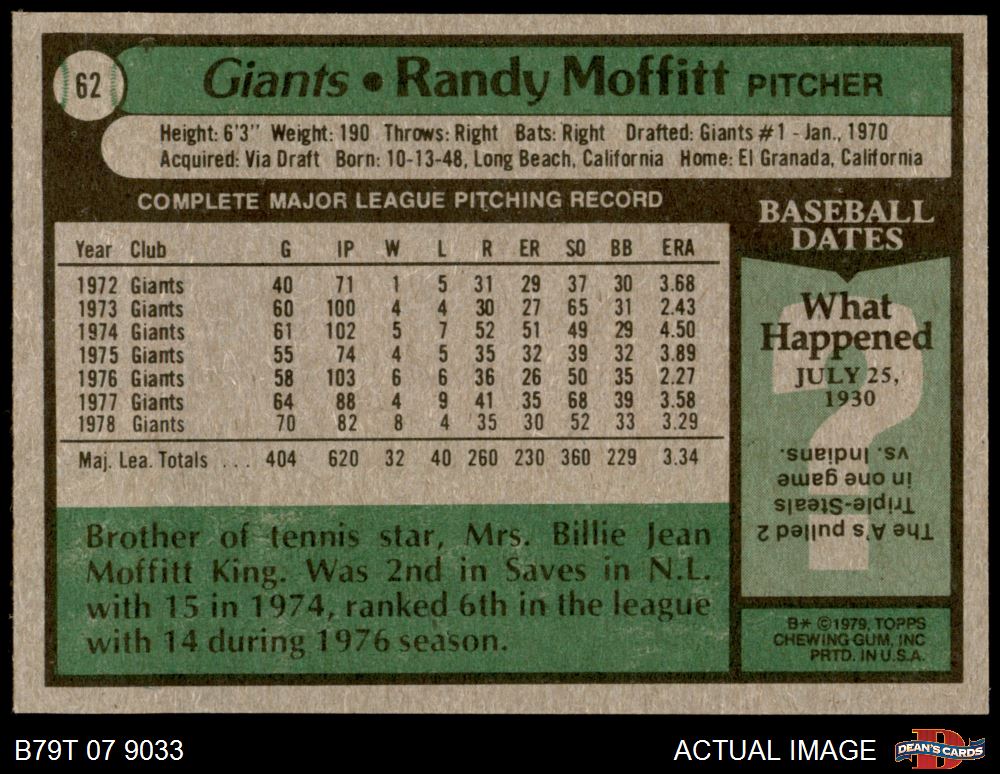 62
Giants • Randy Moffitt PITCHER
Height: 6'3" Weight: 190 Throws: Right Bats: Right Drafted: Giants #1 - Jan., 1970
Acquired: Via Draft Born: 10-13-48, Long Beach, California Home: El Granada, California
COMPLETE MAJOR LEAGUE PITCHING RECORD
Year Club G IP W L R ER SO BB ERA
1972 Giants 40 71 1 5 31 29 37 30 3.68
1973 Giants 60 100 4 4 30 27 65 31 2.43
1974 Giants 61 102 5 7 52 51 49 29 4.50
1975 Giants 55 74 4 5 35 32 39 32 3.89
1976 Giants 58 103 6 6 36 26 50 35 2.27
1977 Giants 64 88 4 9 41 35 68 39 3.58
1978 Giants 70 82 8 4 35 30 52 33 3.29
Maj. Lea. Totals ... 404 620 32 40 260 230 360 229 3.34
Brother of tennis star, Mrs. Billie Jean
Moffitt King. Was 2nd in Saves in N.L.
with 15 in 1974, ranked 6th in the league
with 14 during 1976 season.
BASEBALL
DATES
What
Happened
JULY 25,
1930
The A's pulled 2
Triple-Steals
in one game
vs. Indians.
B* ©1979, TOPPS
CHEWING GUM, INC
PRTD. IN U.S.A.
B79T 07 9033
ACTUAL IMAGE
D
DEAN'S CARDS